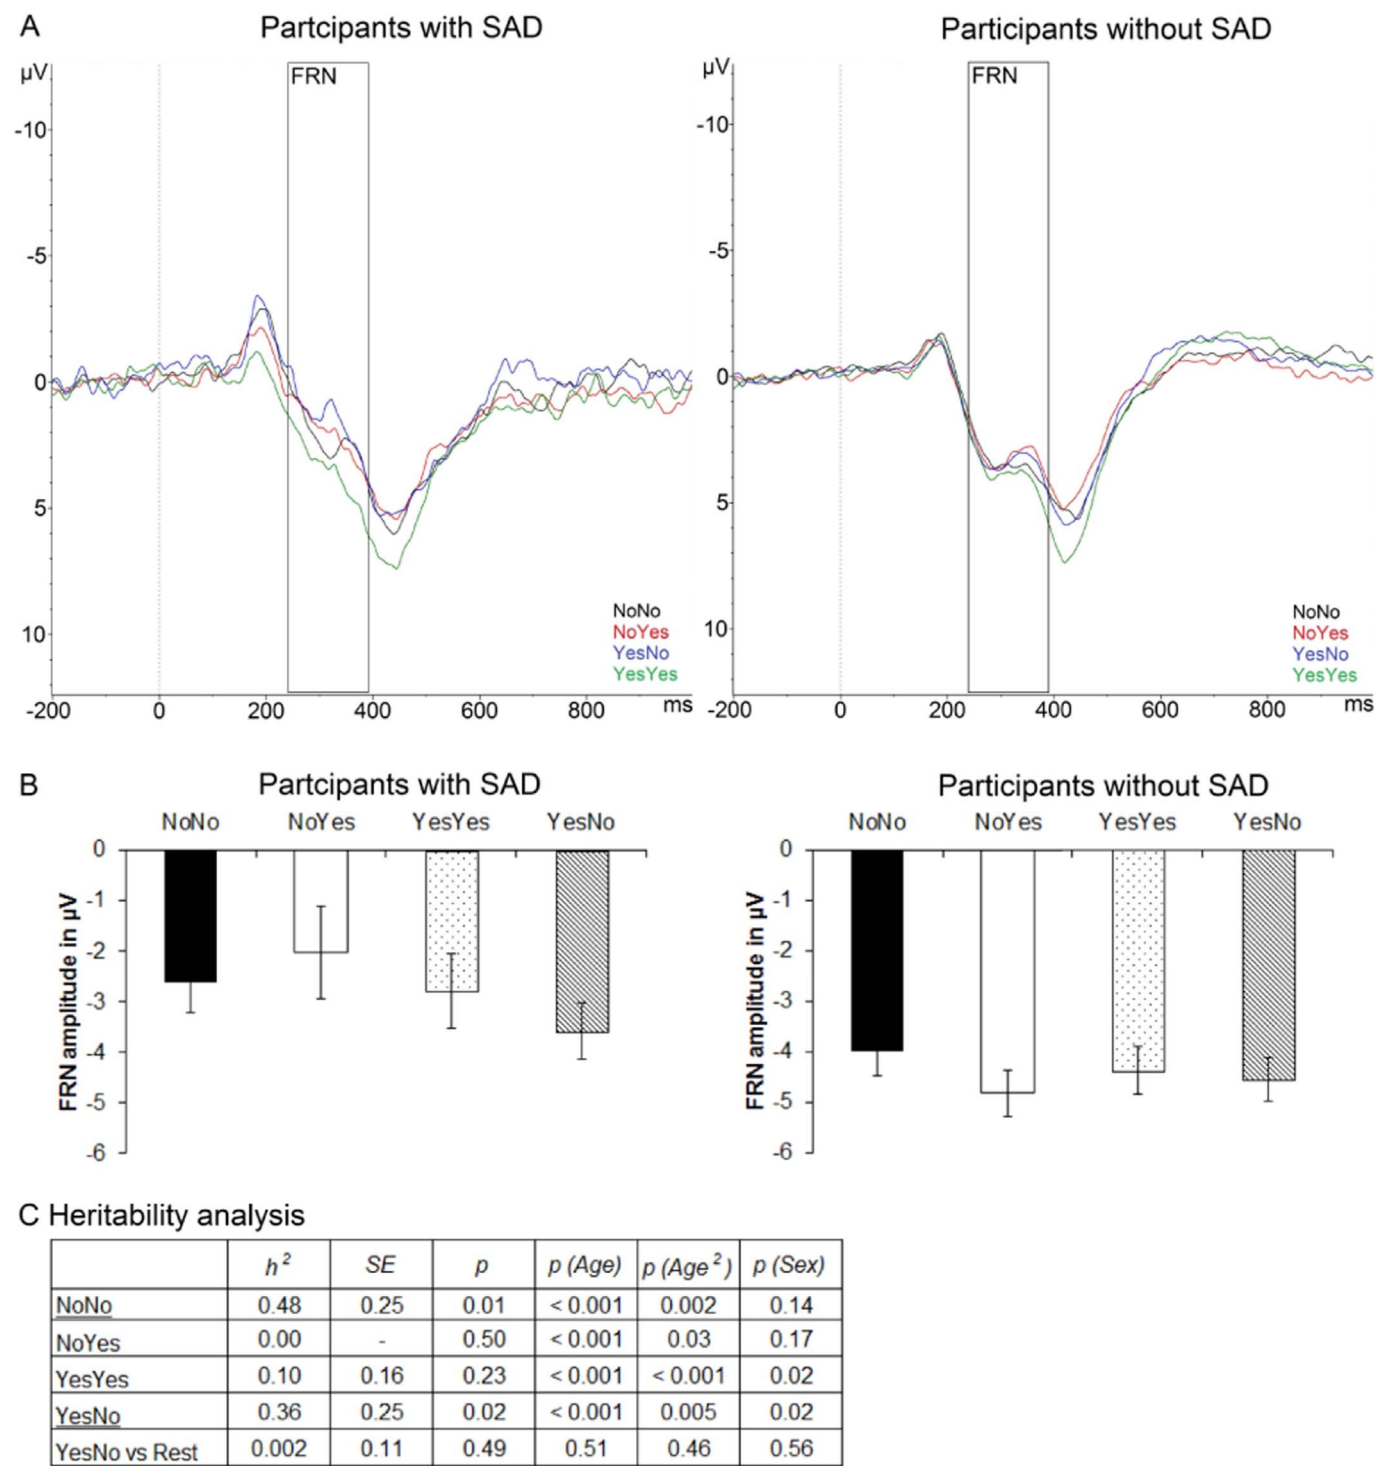 A
Partcipants with SAD
Participants without SAD
µV
FRN
-10
-5
0
5
10
NoNo
NoYes
YesNo
YesYes
-200 0 200 400 600 800 ms
µV
FRN
-10
-5
0
5
10
NoNo
NoYes
YesNo
YesYes
-200 0 200 400 600 800 ms
B
Partcipants with SAD
Participants without SAD
NoNo NoYes YesYes YesNo
FRN amplitude in µV
0
-1
-2
-3
-4
-5
-6
NoNo NoYes YesYes YesNo
FRN amplitude in µV
0
-1
-2
-3
-4
-5
-6
C Heritability analysis
h² SE p p (Age) p (Age²) p (Sex)
NoNo 0.48 0.25 0.01 < 0.001 0.002 0.14
NoYes 0.00 - 0.50 < 0.001 0.03 0.17
YesYes 0.10 0.16 0.23 < 0.001 < 0.001 0.02
YesNo 0.36 0.25 0.02 < 0.001 0.005 0.02
YesNo vs Rest 0.002 0.11 0.49 0.51 0.46 0.56